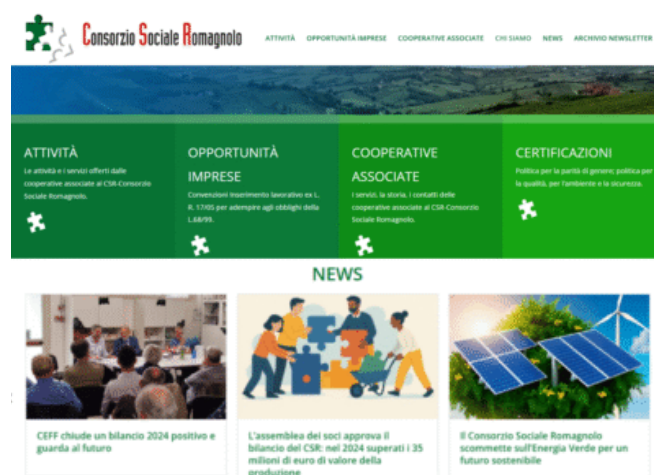 Consorzio Sociale Romagnolo
ATTIVITÀ OPPORTUNITÀ IMPRESE COOPERATIVE ASSOCIATE CHI SIAMO NEWS ARCHIVIO NEWSLETTER
ATTIVITÀ
Le attività e i servizi offerti dalle
cooperative associate al CSR-Consorzio
Sociale Romagnolo.
OPPORTUNITÀ
IMPRESE
Convenzioni inserimento lavorativo ex L.
R. 17/05 per adempire agli obblighi della
L.68/99.
COOPERATIVE
ASSOCIATE
I servizi, la storia, i contatti delle
cooperative associate al CSR-Consorzio
Sociale Romagnolo.
CERTIFICAZIONI
Politica per la parità di genere; politica per
la qualità, per l'ambiente e la sicurezza.
NEWS
CEFF chiude un bilancio 2024 positivo e
guarda al futuro
L'assemblea dei soci approva il
bilancio del CSR: nel 2024 superati i 35
milioni di euro di valore della
produzione
Il Consorzio Sociale Romagnolo
scommette sull'Energia Verde per un
futuro sostenibile